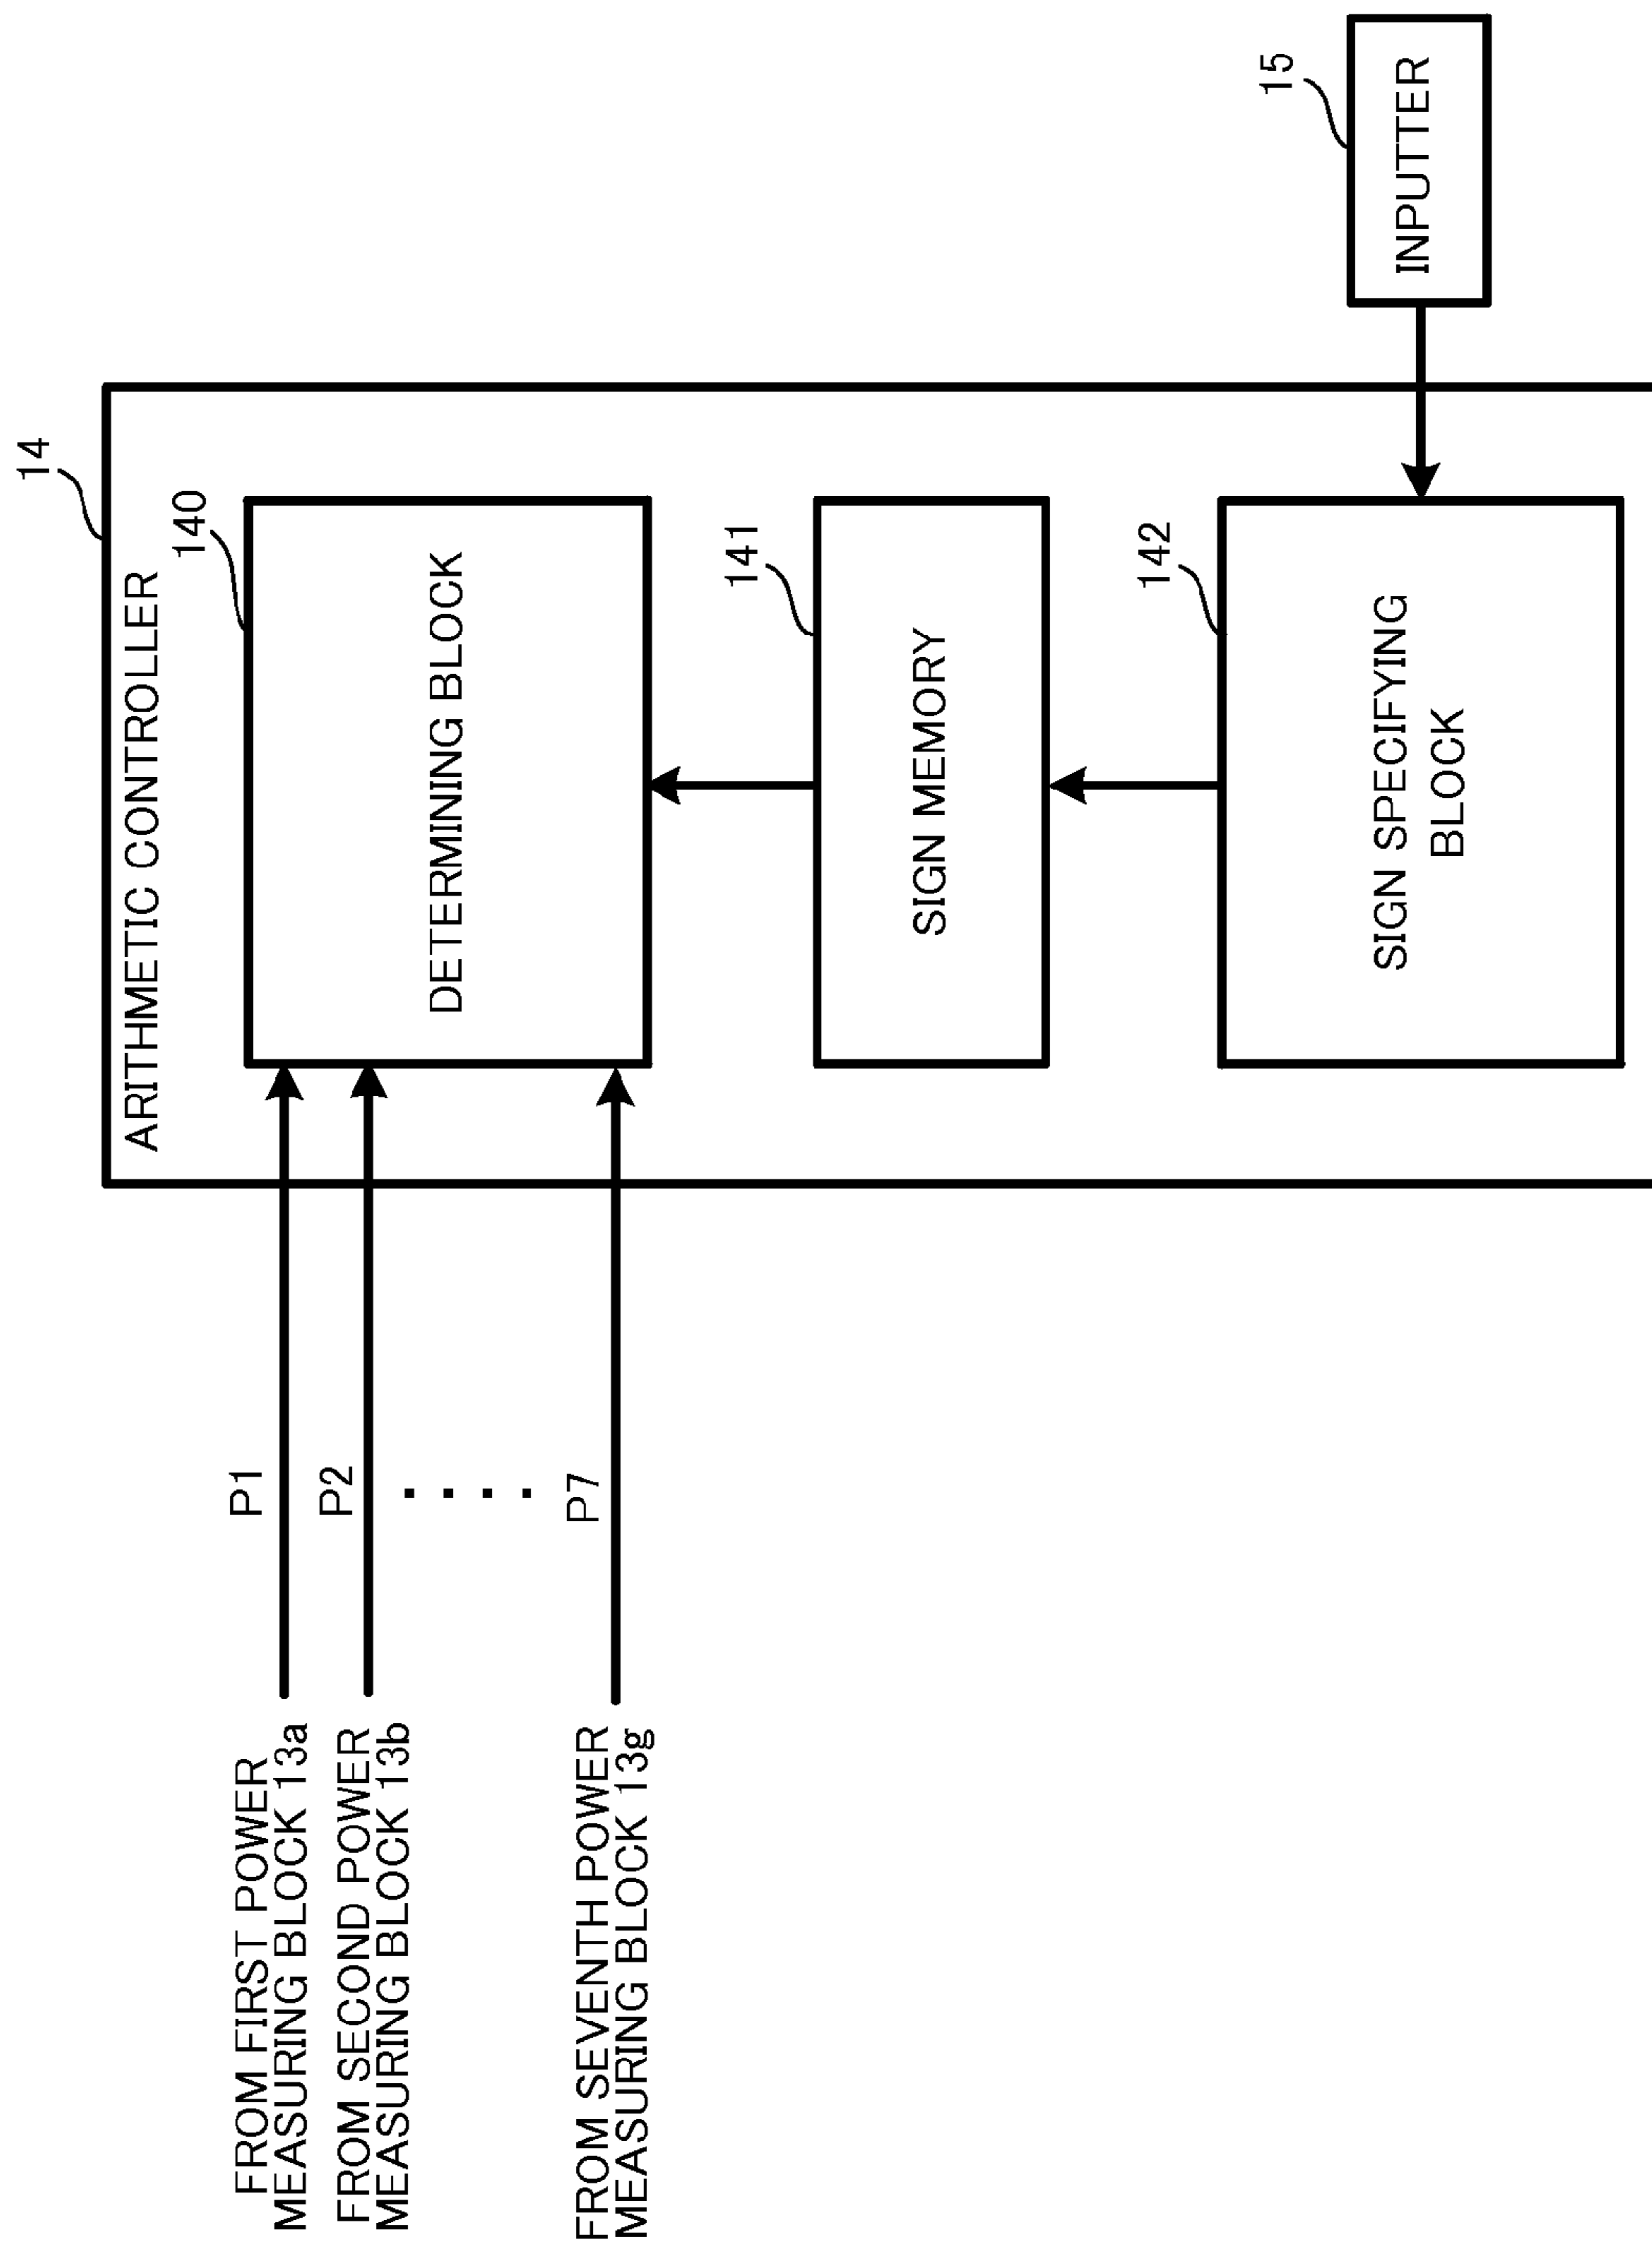 14
ARITHMETIC CONTROLLER
140
FROM FIRST POWER
MEASURING BLOCK 13a
P1
FROM SECOND POWER
MEASURING BLOCK 13b
P2
DETERMINING BLOCK
. . . .
FROM SEVENTH POWER
MEASURING BLOCK 13g
P7
141
SIGN MEMORY
142
SIGN SPECIFYING
BLOCK
15
INPUTTER